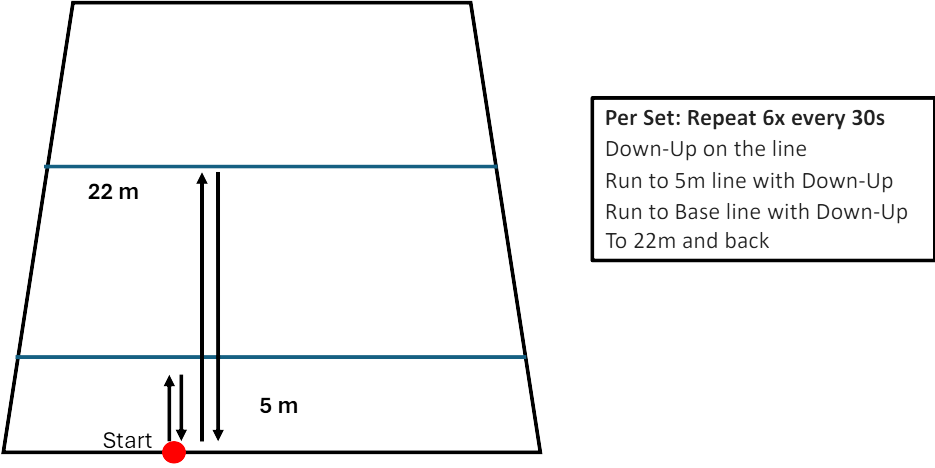 22 m
5 m
Start
Per Set: Repeat 6x every 30s
Down-Up on the line
Run to 5m line with Down-Up
Run to Base line with Down-Up
To 22m and back